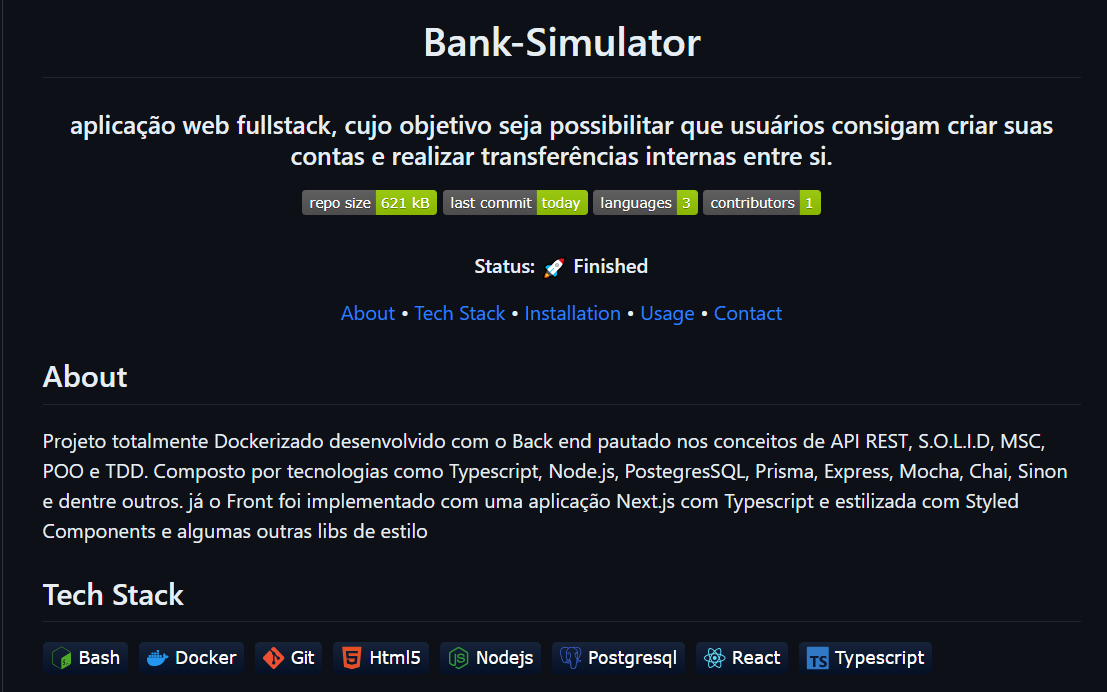 Bank-Simulator
aplicação web fullstack, cujo objetivo seja possibilitar que usuários consigam criar suas
contas e realizar transferências internas entre si.
repo size 621 kB last commit today languages 3 contributors 1
Status: 🚀 Finished
About • Tech Stack • Installation • Usage • Contact
About
Projeto totalmente Dockerizado desenvolvido com o Back end pautado nos conceitos de API REST, S.O.L.I.D, MSC,
POO e TDD. Composto por tecnologias como Typescript, Node.js, PostegresSQL, Prisma, Express, Mocha, Chai, Sinon
e dentre outros. já o Front foi implementado com uma aplicação Next.js com Typescript e estilizada com Styled
Components e algumas outras libs de estilo
Tech Stack
Bash Docker Git Html5 Nodejs Postgresql React TS Typescript